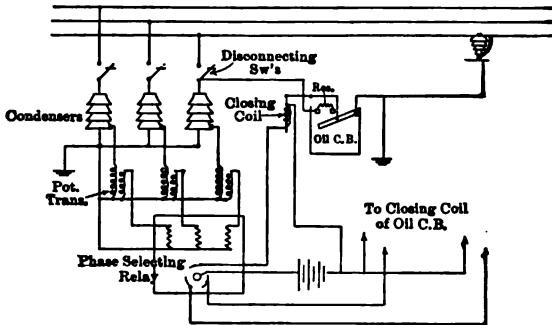 Disconnecting
Sw's
Condensers
Closing
Coil
Res.
Oil C.B.
Pot.
Trans.
To Closing Coil
of Oil C.B.
Phase Selecting
Relay